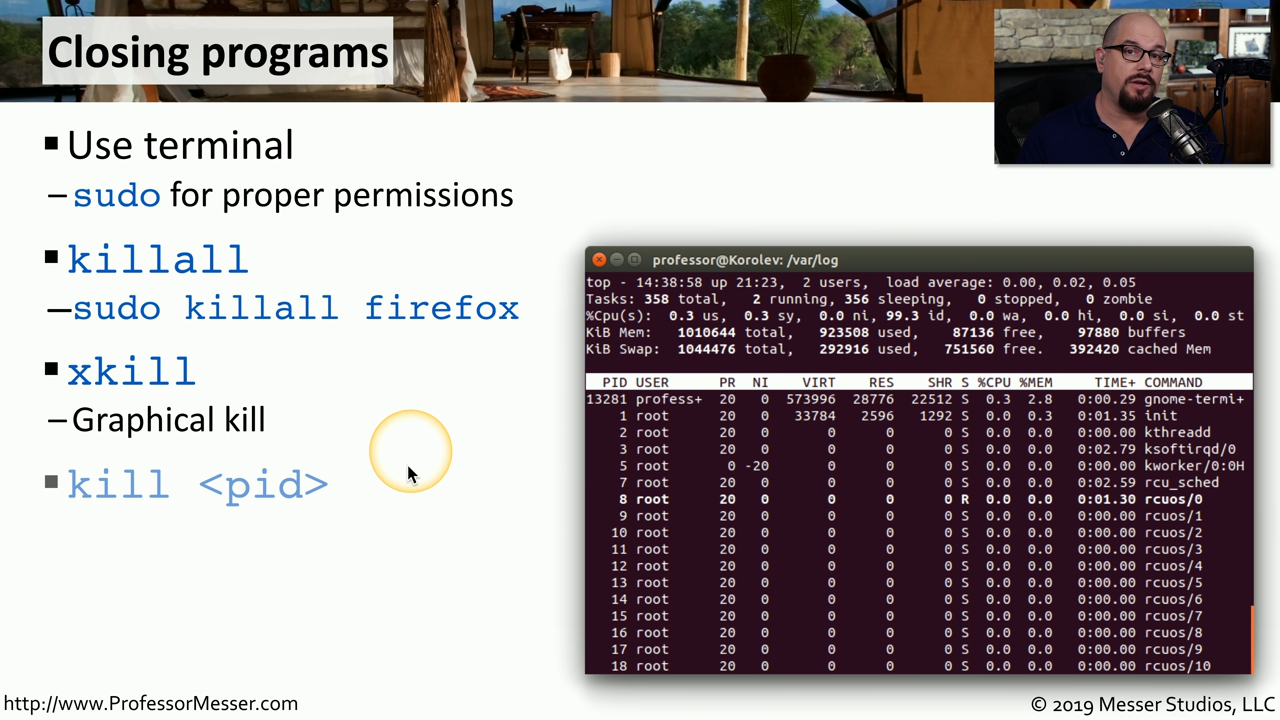 Closing programs
▪ Use terminal
– sudo for proper permissions
▪ killall
– sudo killall firefox
▪ xkill
– Graphical kill
▪ kill <pid>
professor@Korolev: /var/log
top - 14:38:58 up 21:23,  2 users,  load average: 0.00, 0.02, 0.05
Tasks: 358 total,   2 running, 356 sleeping,   0 stopped,   0 zombie
%Cpu(s):  0.3 us,  0.3 sy,  0.0 ni, 99.3 id,  0.0 wa,  0.0 hi,  0.0 si,  0.0 st
KiB Mem:   1010644 total,   923508 used,    87136 free,    97880 buffers
KiB Swap:  1044476 total,   292916 used,   751560 free.   392420 cached Mem
PID USER PR NI VIRT RES SHR S %CPU %MEM TIME+ COMMAND
13281 profess+ 20 0 573996 28776 22512 S 0.3 2.8 0:00.29 gnome-termi+
1 root 20 0 33784 2596 1292 S 0.0 0.3 0:01.35 init
2 root 20 0 0 0 0 S 0.0 0.0 0:00.00 kthreadd
3 root 20 0 0 0 0 S 0.0 0.0 0:02.79 ksoftirqd/0
5 root 0 -20 0 0 0 S 0.0 0.0 0:00.00 kworker/0:0H
7 root 20 0 0 0 0 S 0.0 0.0 0:02.59 rcu_sched
8 root 20 0 0 0 0 R 0.0 0.0 0:01.30 rcuos/0
9 root 20 0 0 0 0 S 0.0 0.0 0:00.00 rcuos/1
10 root 20 0 0 0 0 S 0.0 0.0 0:00.00 rcuos/2
11 root 20 0 0 0 0 S 0.0 0.0 0:00.00 rcuos/3
12 root 20 0 0 0 0 S 0.0 0.0 0:00.00 rcuos/4
13 root 20 0 0 0 0 S 0.0 0.0 0:00.00 rcuos/5
14 root 20 0 0 0 0 S 0.0 0.0 0:00.00 rcuos/6
15 root 20 0 0 0 0 S 0.0 0.0 0:00.00 rcuos/7
16 root 20 0 0 0 0 S 0.0 0.0 0:00.00 rcuos/8
17 root 20 0 0 0 0 S 0.0 0.0 0:00.00 rcuos/9
18 root 20 0 0 0 0 S 0.0 0.0 0:00.00 rcuos/10
http://www.ProfessorMesser.com
© 2019 Messer Studios, LLC